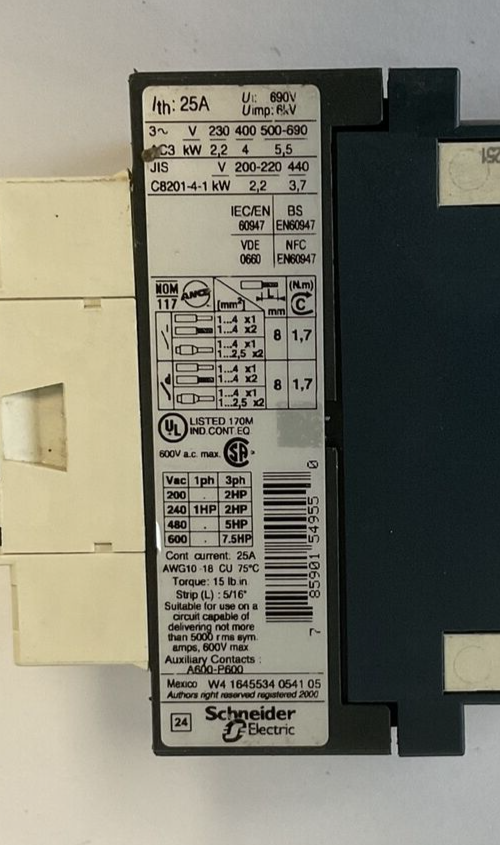 Ith: 25A Ui: 690V
Uimp: 6kV
3~ V 230 400 500-690
AC3 kW 2,2 4 5,5
JIS V 200-220 440
C8201-4-1 kW 2,2 3,7
IEC/EN 60947 BS EN60947
VDE 0660 NFC EN60947
NOM 117 ANCE [mm²] L mm (N.m) C
1...4 x1
1...4 x2
1...4 x1
1...2,5 x2
8 1,7
1...4 x1
1...4 x2
1...4 x1
1...2,5 x2
8 1,7
UL LISTED 170M
IND.CONT.EQ
600V a.c. max. SA
Vac 1ph 3ph
200 . 2HP
240 1HP 2HP
480 . 5HP
600 . 7.5HP
7 85901 54955 0
Cont current: 25A
AWG10 18 CU 75°C
Torque: 15 lb in
Strip (L) : 5/16"
Suitable for use on a
circuit capable of
delivering not more
than 5000 rms sym.
amps, 600V max
Auxiliary Contacts :
A600-P600
Mexico W4 1645534 0541 05
Authors right reserved registered 2000
24 Schneider
Electric